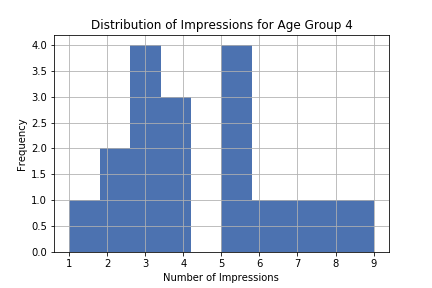 Distribution of Impressions for Age Group 4
4.0
3.5
3.0
2.5
2.0
1.5
1.0
0.5
0.0
Frequency
1 2 3 4 5 6 7 8 9
Number of Impressions